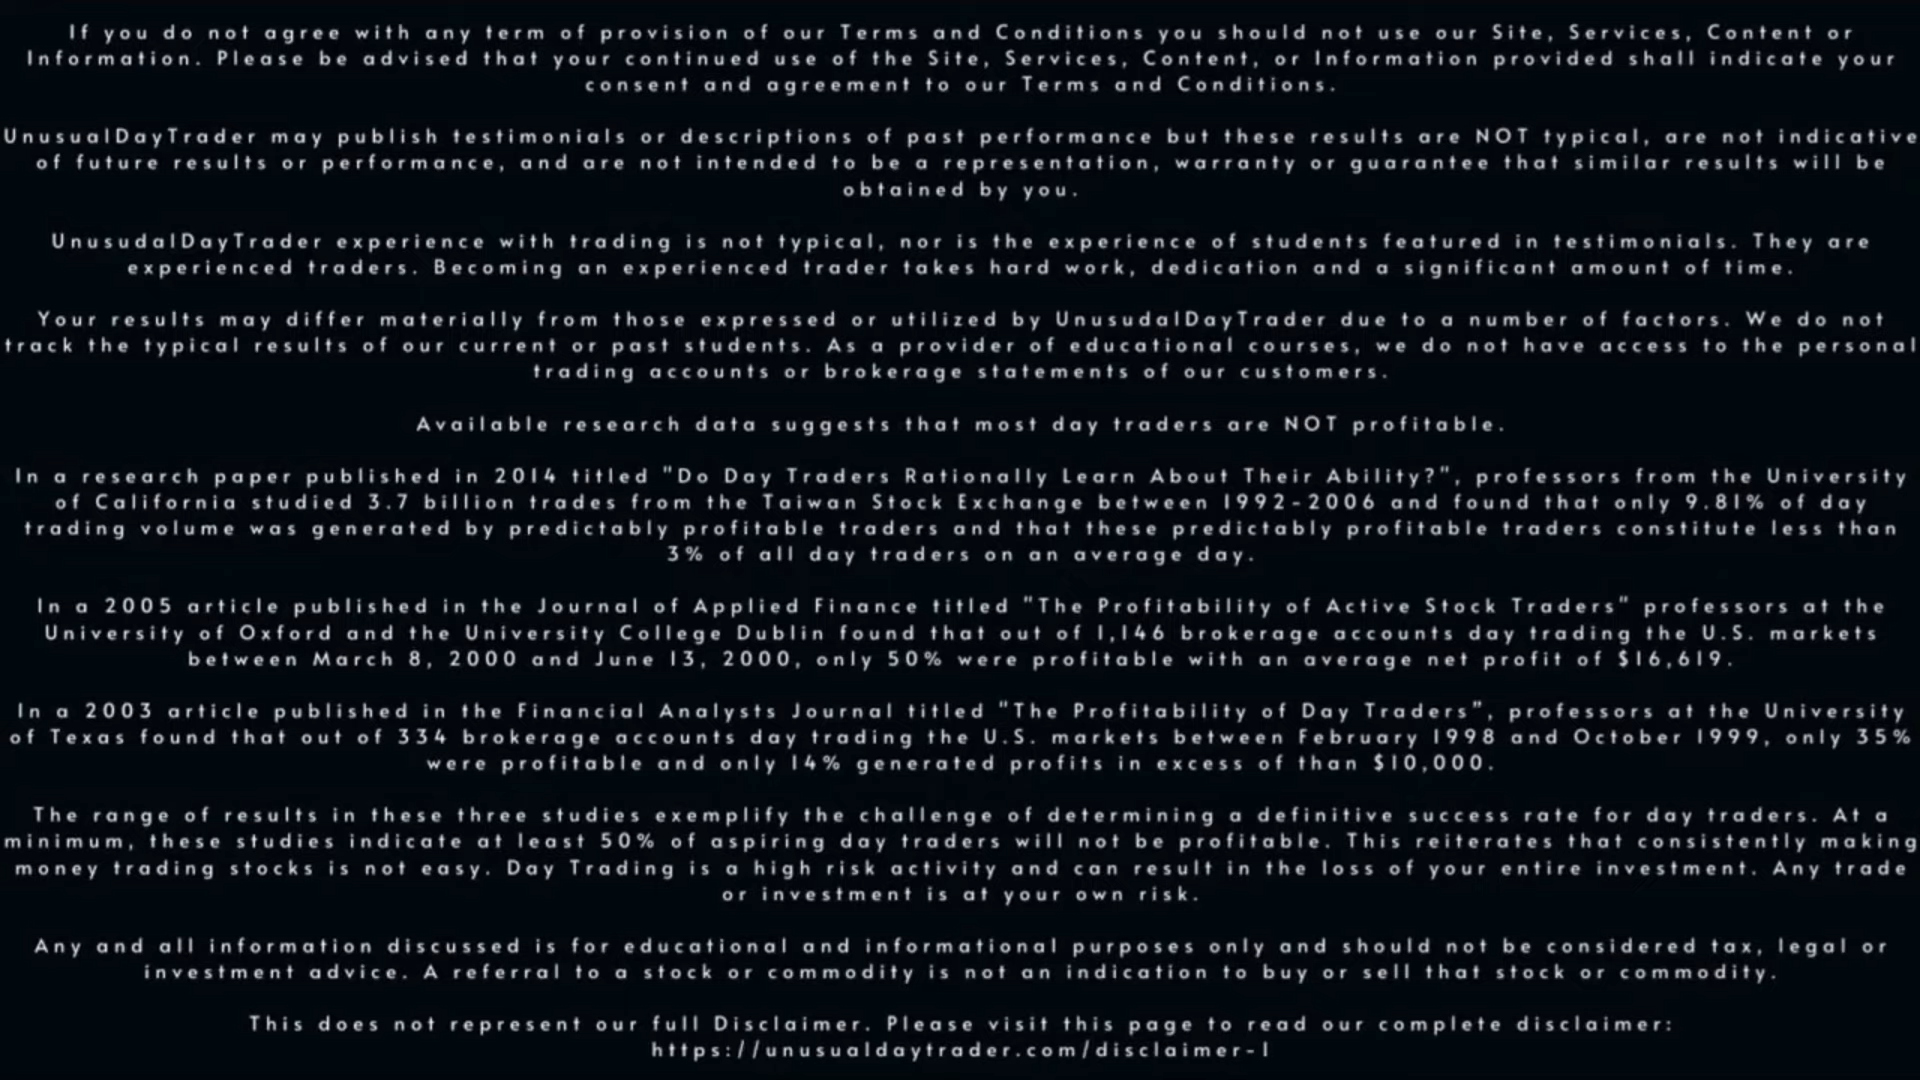 If you do not agree with any term of provision of our Terms and Conditions you should not use our Site, Services, Content or
Information. Please be advised that your continued use of the Site, Services, Content, or Information provided shall indicate your
consent and agreement to our Terms and Conditions.
UnusualDayTrader may publish testimonials or descriptions of past performance but these results are NOT typical, are not indicative
of future results or performance, and are not intended to be a representation, warranty or guarantee that similar results will be
obtained by you.
UnusudalDayTrader experience with trading is not typical, nor is the experience of students featured in testimonials. They are
experienced traders. Becoming an experienced trader takes hard work, dedication and a significant amount of time.
Your results may differ materially from those expressed or utilized by UnusudalDayTrader due to a number of factors. We do not
track the typical results of our current or past students. As a provider of educational courses, we do not have access to the personal
trading accounts or brokerage statements of our customers.
Available research data suggests that most day traders are NOT profitable.
In a research paper published in 2014 titled "Do Day Traders Rationally Learn About Their Ability?", professors from the University
of California studied 3.7 billion trades from the Taiwan Stock Exchange between 1992-2006 and found that only 9.81% of day
trading volume was generated by predictably profitable traders and that these predictably profitable traders constitute less than
3% of all day traders on an average day.
In a 2005 article published in the Journal of Applied Finance titled "The Profitability of Active Stock Traders" professors at the
University of Oxford and the University College Dublin found that out of 1,146 brokerage accounts day trading the U.S. markets
between March 8, 2000 and June 13, 2000, only 50% were profitable with an average net profit of $16,619.
In a 2003 article published in the Financial Analysts Journal titled "The Profitability of Day Traders", professors at the University
of Texas found that out of 334 brokerage accounts day trading the U.S. markets between February 1998 and October 1999, only 35%
were profitable and only 14% generated profits in excess of than $10,000.
The range of results in these three studies exemplify the challenge of determining a definitive success rate for day traders. At a
minimum, these studies indicate at least 50% of aspiring day traders will not be profitable. This reiterates that consistently making
money trading stocks is not easy. Day Trading is a high risk activity and can result in the loss of your entire investment. Any trade
or investment is at your own risk.
Any and all information discussed is for educational and informational purposes only and should not be considered tax, legal or
investment advice. A referral to a stock or commodity is not an indication to buy or sell that stock or commodity.
This does not represent our full Disclaimer. Please visit this page to read our complete disclaimer:
https://unusualdaytrader.com/disclaimer-1